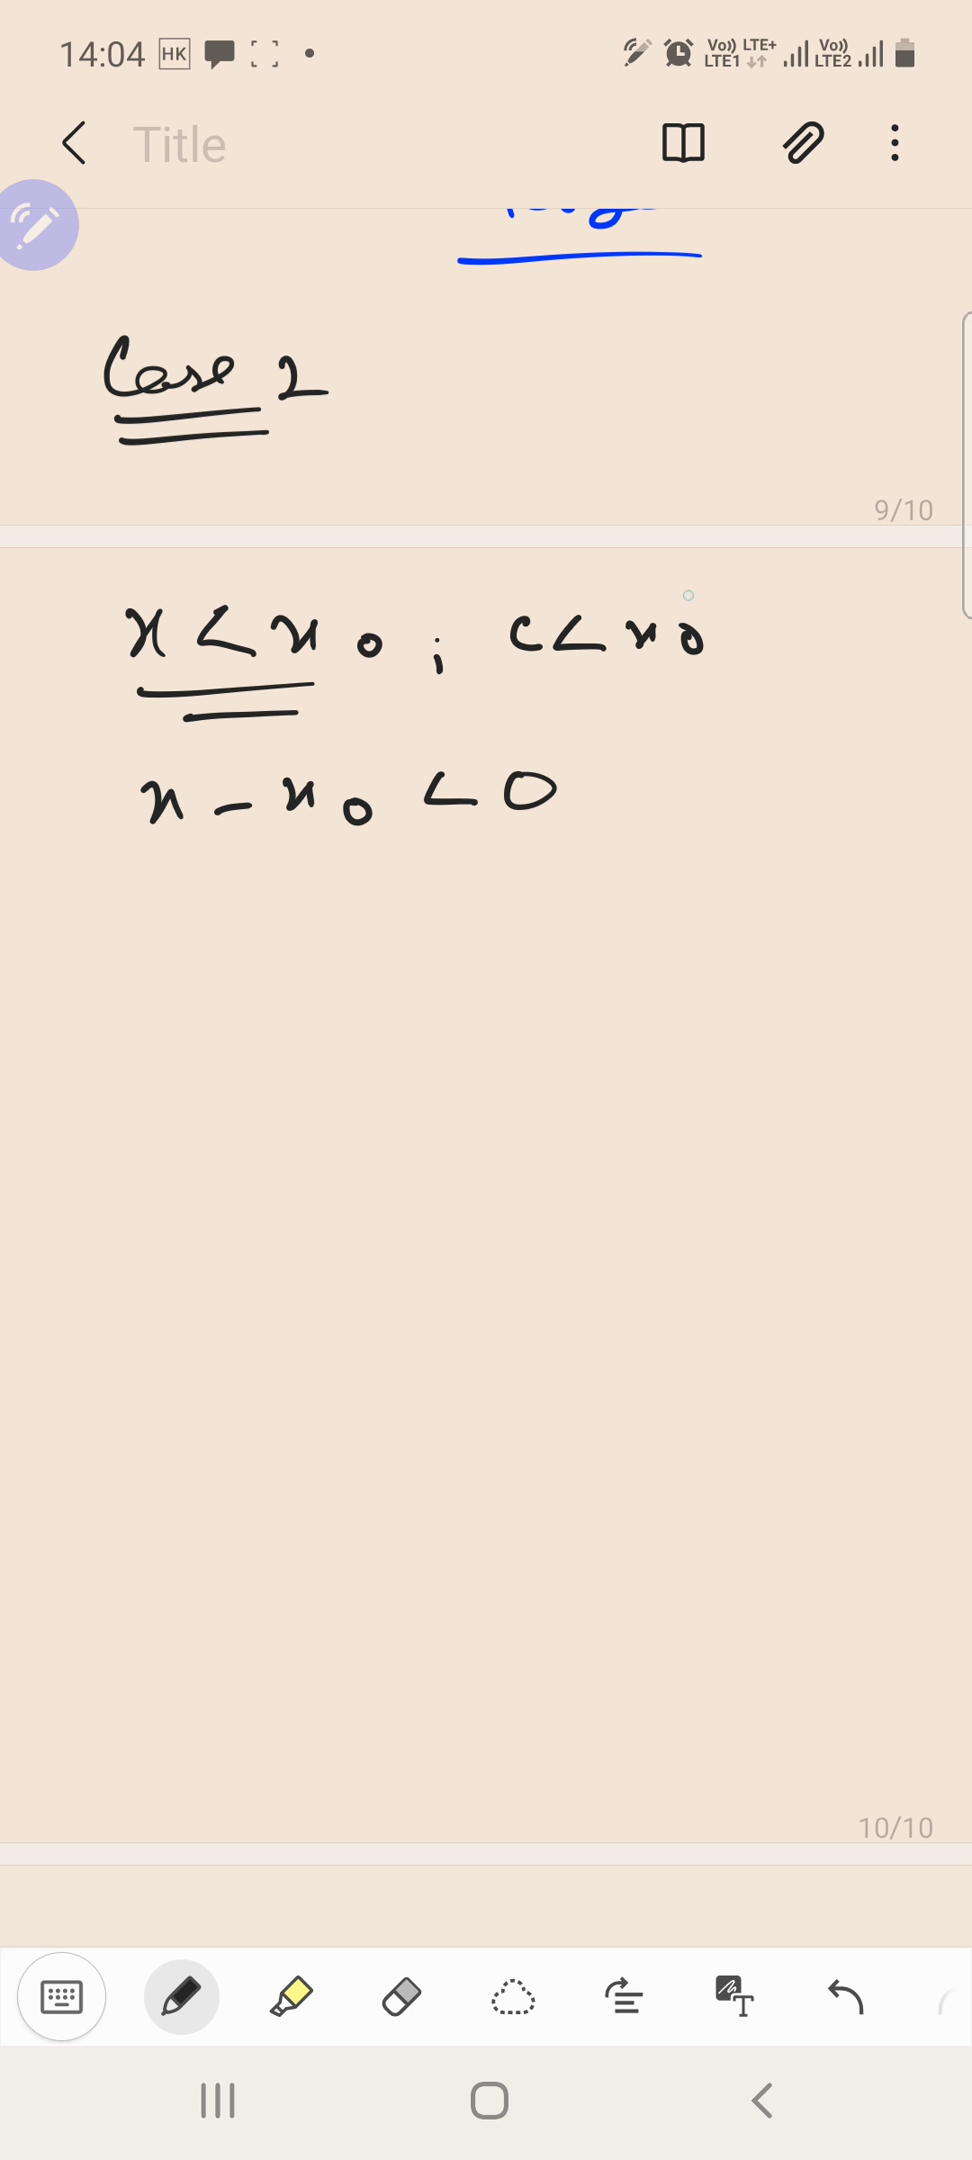 14:04 HK Vo)) LTE+ LTE1 Vo)) LTE2
Title
Case 2
9/10
x < x₀ ; c < x₀
x - x₀ < 0
10/10
T